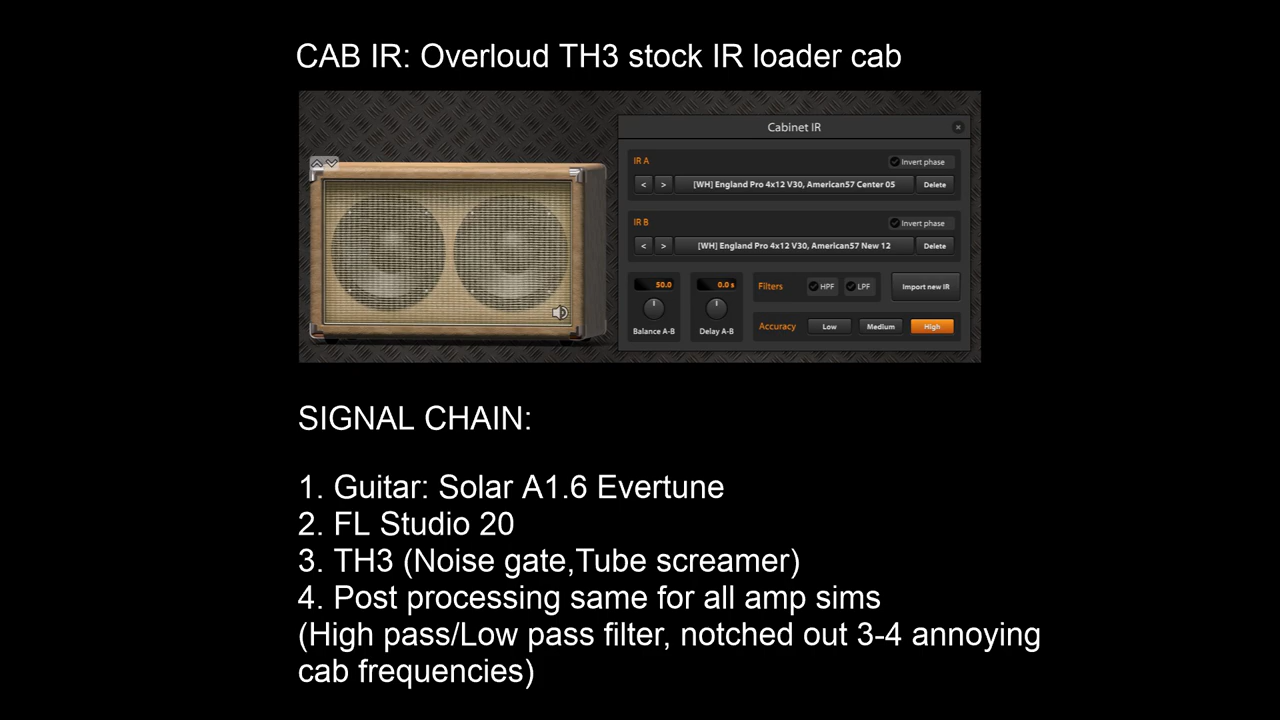 CAB IR: Overloud TH3 stock IR loader cab
Cabinet IR
×
IR A
Invert phase
< > [WH] England Pro 4x12 V30, American57 Center 05 Delete
IR B
Invert phase
< > [WH] England Pro 4x12 V30, American57 New 12 Delete
50.0 0.0 s Filters HPF LPF Import new IR
Balance A-B Delay A-B Accuracy Low Medium High
SIGNAL CHAIN:
1. Guitar: Solar A1.6 Evertune
2. FL Studio 20
3. TH3 (Noise gate,Tube screamer)
4. Post processing same for all amp sims
(High pass/Low pass filter, notched out 3-4 annoying
cab frequencies)